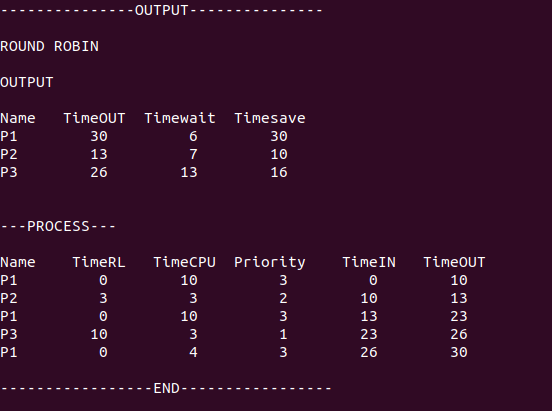 ---------------OUTPUT---------------
ROUND ROBIN
OUTPUT
Name TimeOUT Timewait Timesave
P1 30 6 30
P2 13 7 10
P3 26 13 16
---PROCESS---
Name TimeRL TimeCPU Priority TimeIN TimeOUT
P1 0 10 3 0 10
P2 3 3 2 10 13
P1 0 10 3 13 23
P3 10 3 1 23 26
P1 0 4 3 26 30
-----------------END-----------------